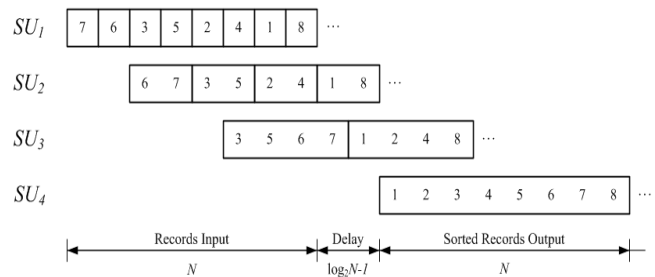 SU1 7 6 3 5 2 4 1 8 ...
SU2 6 7 3 5 2 4 1 8 ...
SU3 3 5 6 7 1 2 4 8 ...
SU4 1 2 3 4 5 6 7 8 ...
Records Input Delay Sorted Records Output
N log2N-1 N